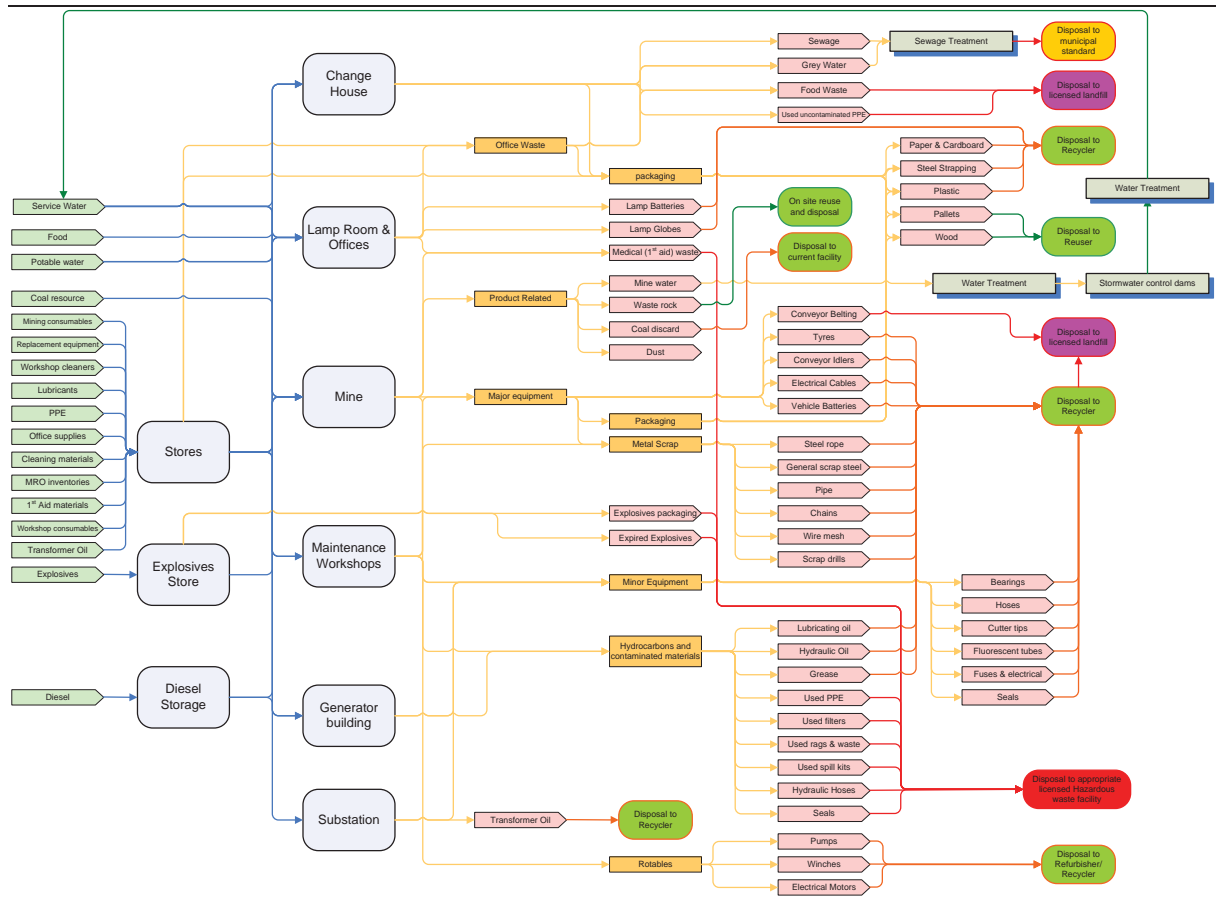 Service Water
Food
Potable water
Coal resource
Mining consumables
Replacement equipment
Workshop cleaners
Lubricants
PPE
Office supplies
Cleaning materials
MRO inventories
1st Aid materials
Workshop consumables
Transformer Oil
Explosives
Diesel
Stores
Explosives
Store
Diesel
Storage
Change
House
Lamp Room &
Offices
Mine
Maintenance
Workshops
Generator
building
Substation
Office Waste
Product Related
Major equipment
Transformer Oil
packaging
Lamp Batteries
Lamp Globes
Medical (1st aid) waste
Mine water
Waste rock
Coal discard
Dust
Packaging
Metal Scrap
Explosives packaging
Expired Explosives
Minor Equipment
Hydrocarbons and
contaminated materials
Disposal to
Recycler
Rotables
Sewage
Grey Water
Food Waste
Used uncontaminated PPE
On site reuse
and disposal
Disposal to
current facility
Conveyor Belting
Tyres
Conveyor Idlers
Electrical Cables
Vehicle Batteries
Steel rope
General scrap steel
Pipe
Chains
Wire mesh
Scrap drills
Lubricating oil
Hydraulic Oil
Grease
Used PPE
Used filters
Used rags & waste
Used spill kits
Hydraulic Hoses
Seals
Pumps
Winches
Electrical Motors
Sewage Treatment
Paper & Cardboard
Steel Strapping
Plastic
Pallets
Wood
Water Treatment
Bearings
Hoses
Cutter tips
Fluorescent tubes
Fuses & electrical
Seals
Disposal to
municipal
standard
Disposal to
licensed landfill
Disposal to
Recycler
Water Treatment
Disposal to
Reuser
Stormwater control dams
Disposal to
licensed landfill
Disposal to
Recycler
Disposal to appropriate
licensed Hazardous
waste facility
Disposal to
Refurbisher/
Recycler